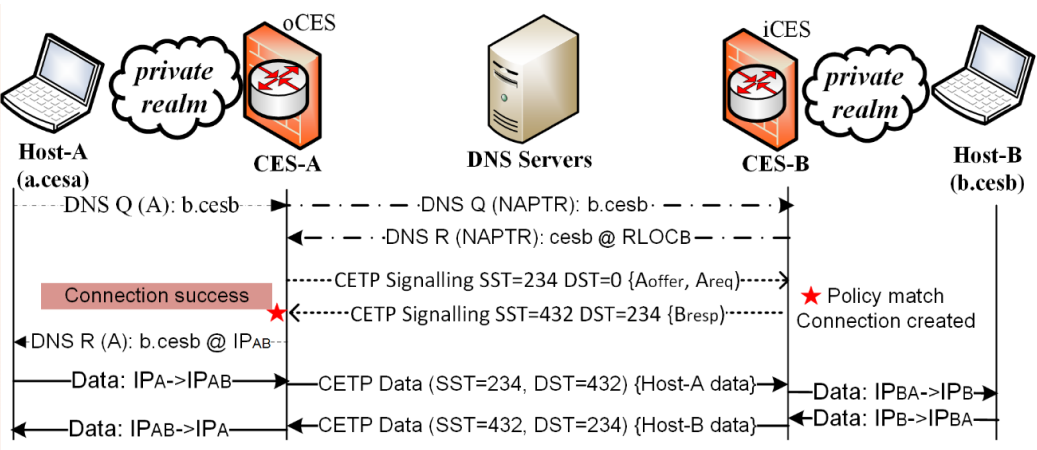 oCES
iCES
private
realm
private
realm
Host-A
(a.cesa)
CES-A
DNS Servers
CES-B
Host-B
(b.cesb)
DNS Q (A): b.cesb
DNS Q (NAPTR): b.cesb
DNS R (NAPTR): cesb @ RLOCB
CETP Signalling SST=234 DST=0 {Aoffer, Areq}
Connection success
Policy match
CETP Signalling SST=432 DST=234 {Bresp}
Connection created
DNS R (A): b.cesb @ IPAB
Data: IPA->IPAB
CETP Data (SST=234, DST=432) {Host-A data}
Data: IPBA->IPB
Data: IPAB->IPA
CETP Data (SST=432, DST=234) {Host-B data}
Data: IPB->IPBA